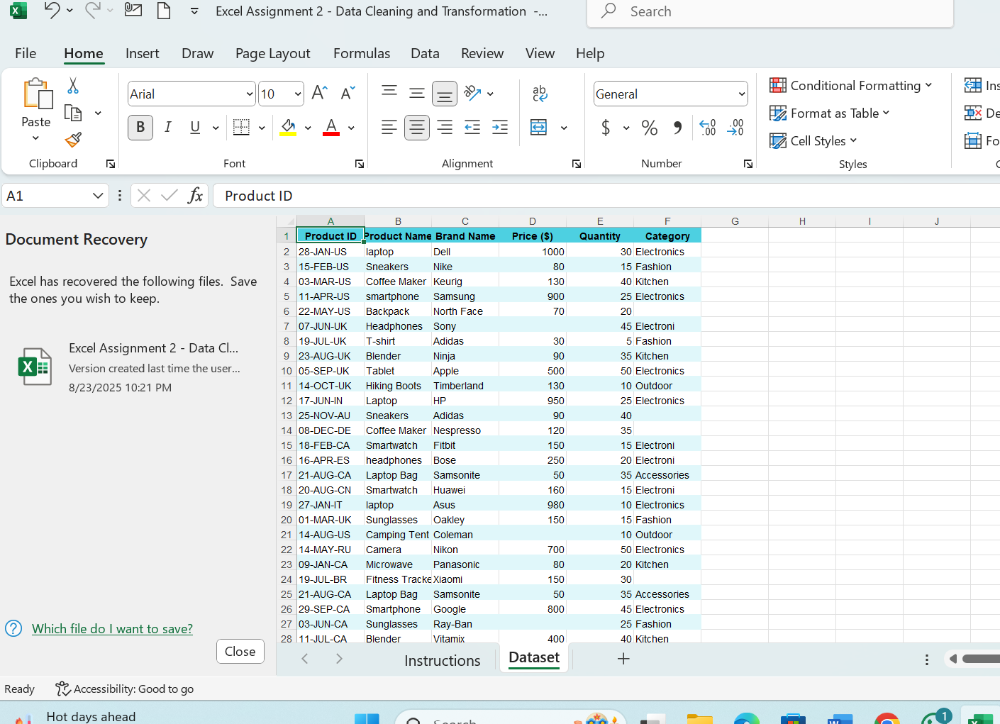 Excel Assignment 2 - Data Cleaning and Transformation -...
Search
File Home Insert Draw Page Layout Formulas Data Review View Help
Paste
Clipboard
Arial 10
B I U
Font
Alignment
General
$ % 9 .00 .00
Number
Conditional Formatting
Format as Table
Cell Styles
Styles
A1 fx Product ID
Document Recovery
Excel has recovered the following files. Save
the ones you wish to keep.
Excel Assignment 2 - Data Cl...
Version created last time the user...
8/23/2025 10:21 PM
Which file do I want to save?
Close
A B C D E F G H I J
1 Product ID Product Name Brand Name Price ($) Quantity Category
2 28-JAN-US laptop Dell 1000 30 Electronics
3 15-FEB-US Sneakers Nike 80 15 Fashion
4 03-MAR-US Coffee Maker Keurig 130 40 Kitchen
5 11-APR-US smartphone Samsung 900 25 Electronics
6 22-MAY-US Backpack North Face 70 20
7 07-JUN-UK Headphones Sony 45 Electroni
8 19-JUL-UK T-shirt Adidas 30 5 Fashion
9 23-AUG-UK Blender Ninja 90 35 Kitchen
10 05-SEP-UK Tablet Apple 500 50 Electronics
11 14-OCT-UK Hiking Boots Timberland 130 10 Outdoor
12 17-JUN-IN Laptop HP 950 25 Electronics
13 25-NOV-AU Sneakers Adidas 90 40
14 08-DEC-DE Coffee Maker Nespresso 120 35
15 18-FEB-CA Smartwatch Fitbit 150 15 Electroni
16 16-APR-ES headphones Bose 250 20 Electroni
17 21-AUG-CA Laptop Bag Samsonite 50 35 Accessories
18 20-AUG-CN Smartwatch Huawei 160 15 Electroni
19 27-JAN-IT laptop Asus 980 10 Electronics
20 01-MAR-UK Sunglasses Oakley 150 15 Fashion
21 14-AUG-US Camping Tent Coleman 10 Outdoor
22 14-MAY-RU Camera Nikon 700 50 Electronics
23 09-JAN-CA Microwave Panasonic 80 20 Kitchen
24 19-JUL-BR Fitness Tracke Xiaomi 150 30
25 21-AUG-CA Laptop Bag Samsonite 50 35 Accessories
26 29-SEP-CA Smartphone Google 800 45 Electronics
27 03-JUN-CA Sunglasses Ray-Ban 25 Fashion
28 11-JUL-CA Blender Vitamix 400 40 Kitchen
Instructions Dataset
Ready Accessibility: Good to go
Hot days ahead
Search
1